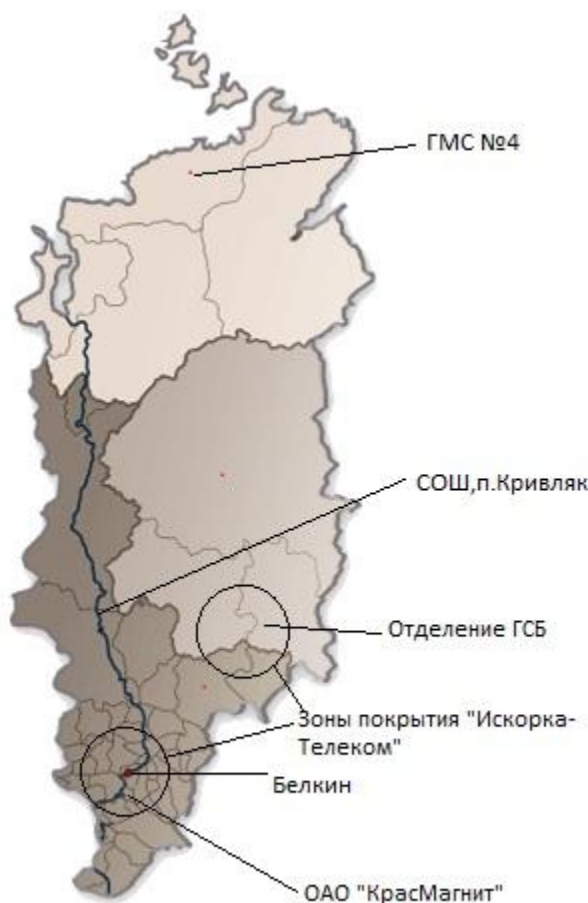 ГМС №4
СОШ,п.Кривляк
Отделение ГСБ
Зоны покрытия "Искорка-
Телеком"
Белкин
ОАО "КрасМагнит"